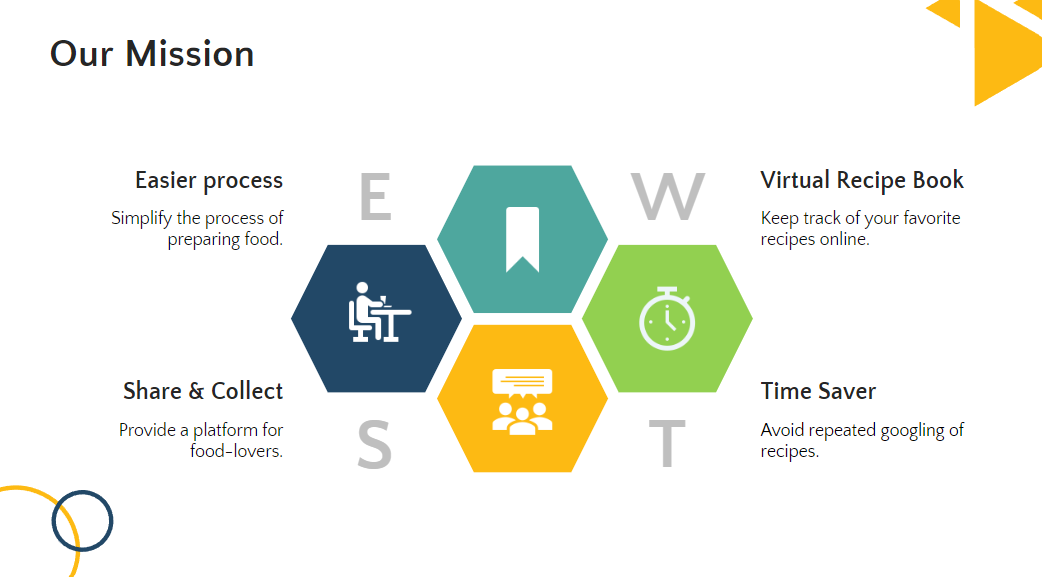 Our Mission
Easier process
Simplify the process of
preparing food.
E
W
Virtual Recipe Book
Keep track of your favorite
recipes online.
Share & Collect
Provide a platform for
food-lovers.
S
T
Time Saver
Avoid repeated googling of
recipes.